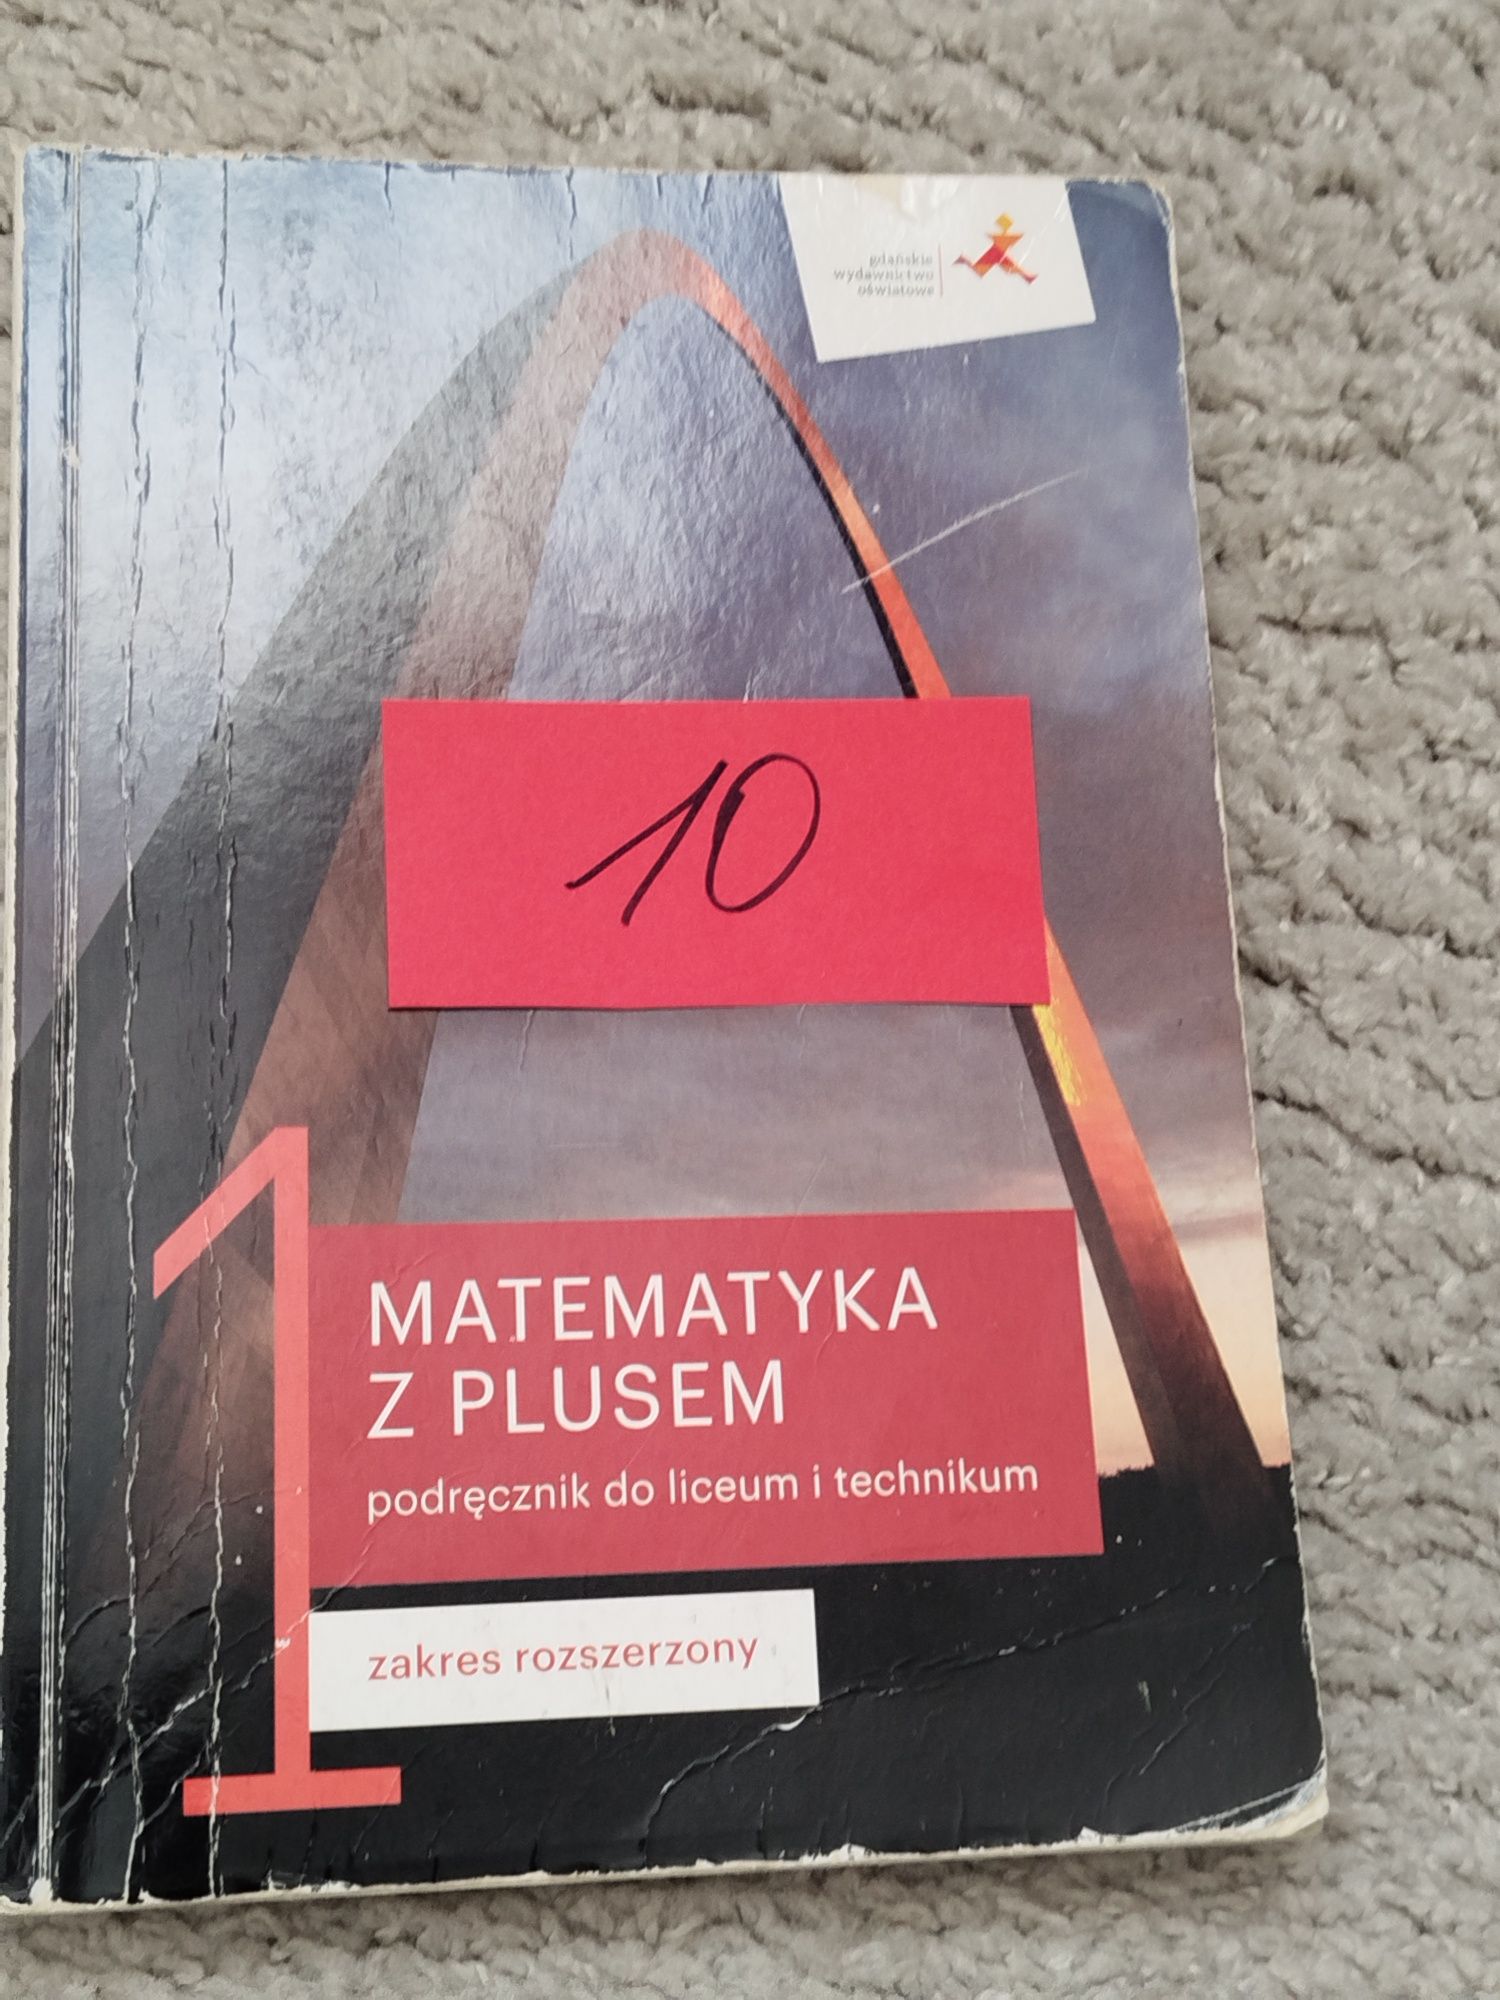 gdańskie
wydawnictwo
oświatowe
10
1
MATEMATYKA
Z PLUSEM
podręcznik do liceum i technikum
zakres rozszerzony